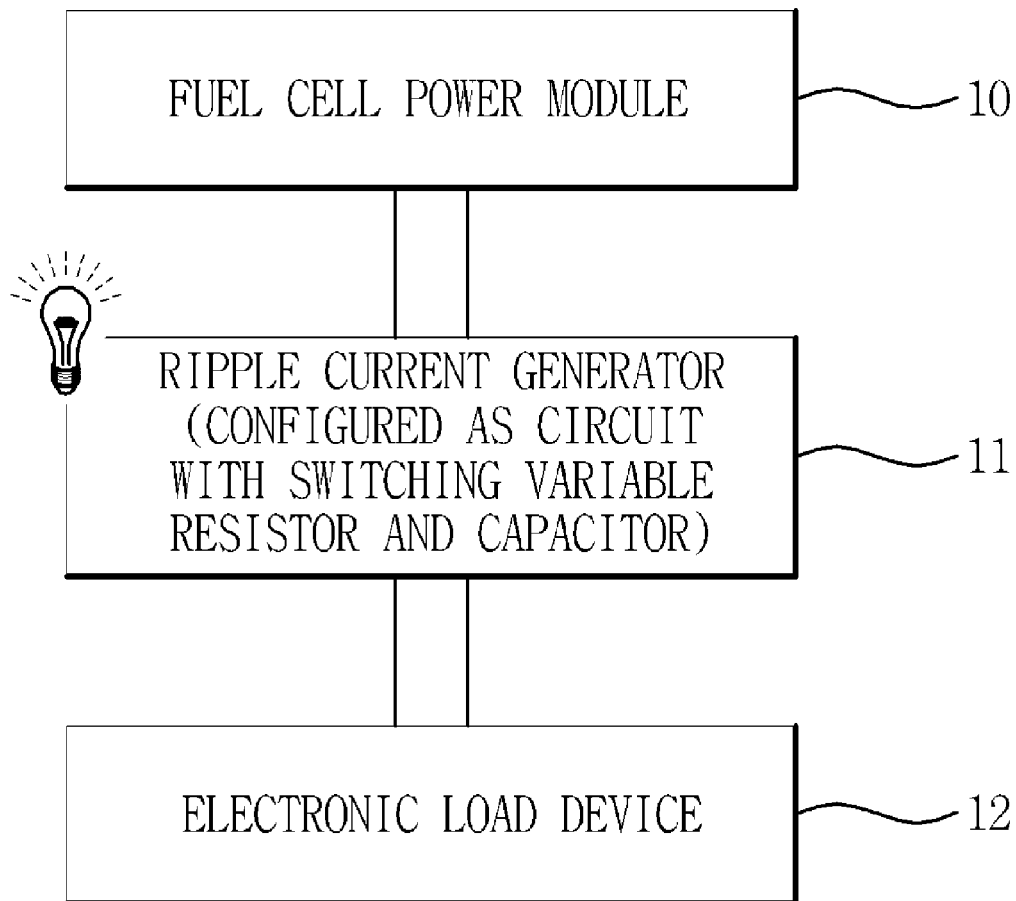 FUEL CELL POWER MODULE
10
RIPPLE CURRENT GENERATOR
(CONFIGURED AS CIRCUIT
WITH SWITCHING VARIABLE
RESISTOR AND CAPACITOR)
11
ELECTRONIC LOAD DEVICE
12